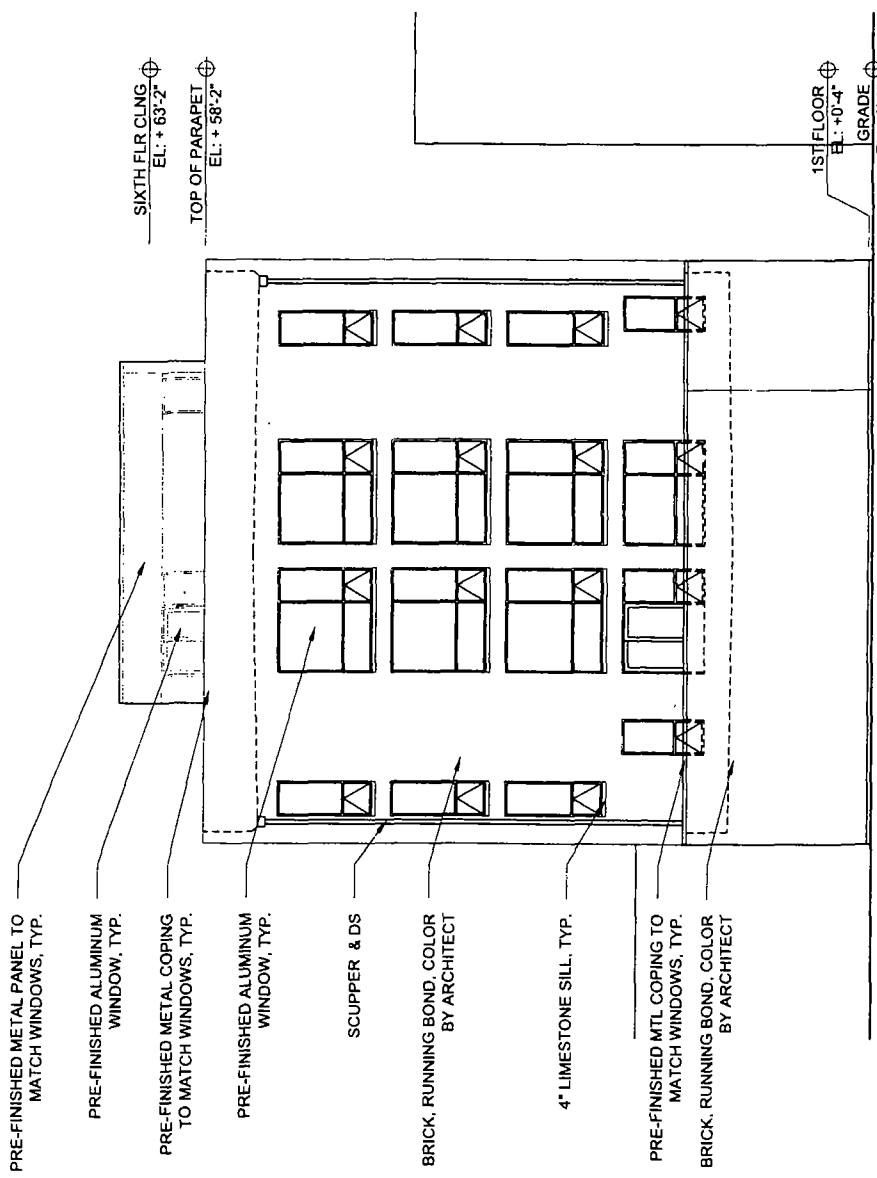 PRE-FINISHED METAL PANEL TO
MATCH WINDOWS, TYP.
PRE-FINISHED ALUMINUM
WINDOW, TYP.
PRE-FINISHED METAL COPING
TO MATCH WINDOWS, TYP.
PRE-FINISHED ALUMINUM
WINDOW, TYP.
SCUPPER & DS
BRICK, RUNNING BOND, COLOR
BY ARCHITECT
4" LIMESTONE SILL, TYP.
PRE-FINISHED MTL COPING TO
MATCH WINDOWS, TYP.
BRICK, RUNNING BOND, COLOR
BY ARCHITECT
SIXTH FLR CLNG
EL: + 63'-2"
TOP OF PARAPET
EL: + 58'-2"
1ST FLOOR
EL: +0'-4"
GRADE